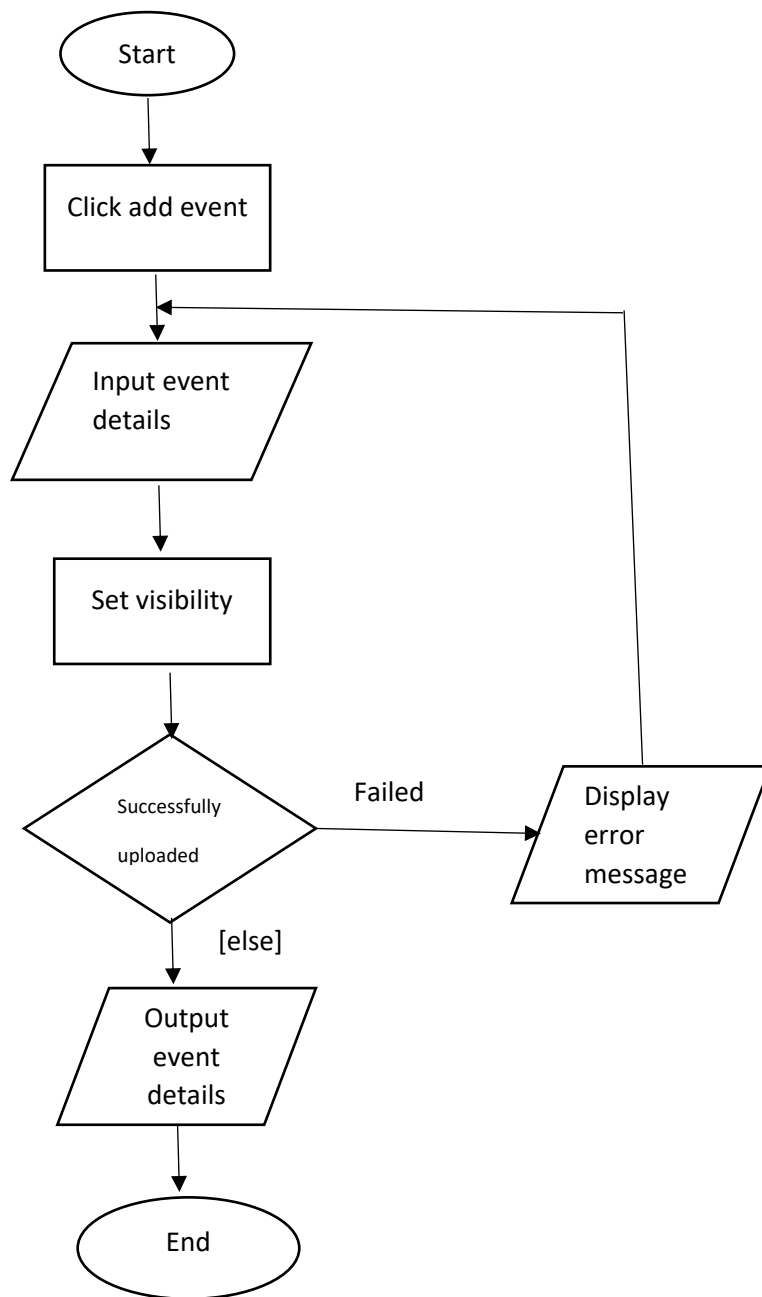 Start
Click add event
Input event
details
Set visibility
Successfully
uploaded
Failed
Display
error
message
[else]
Output
event
details
End